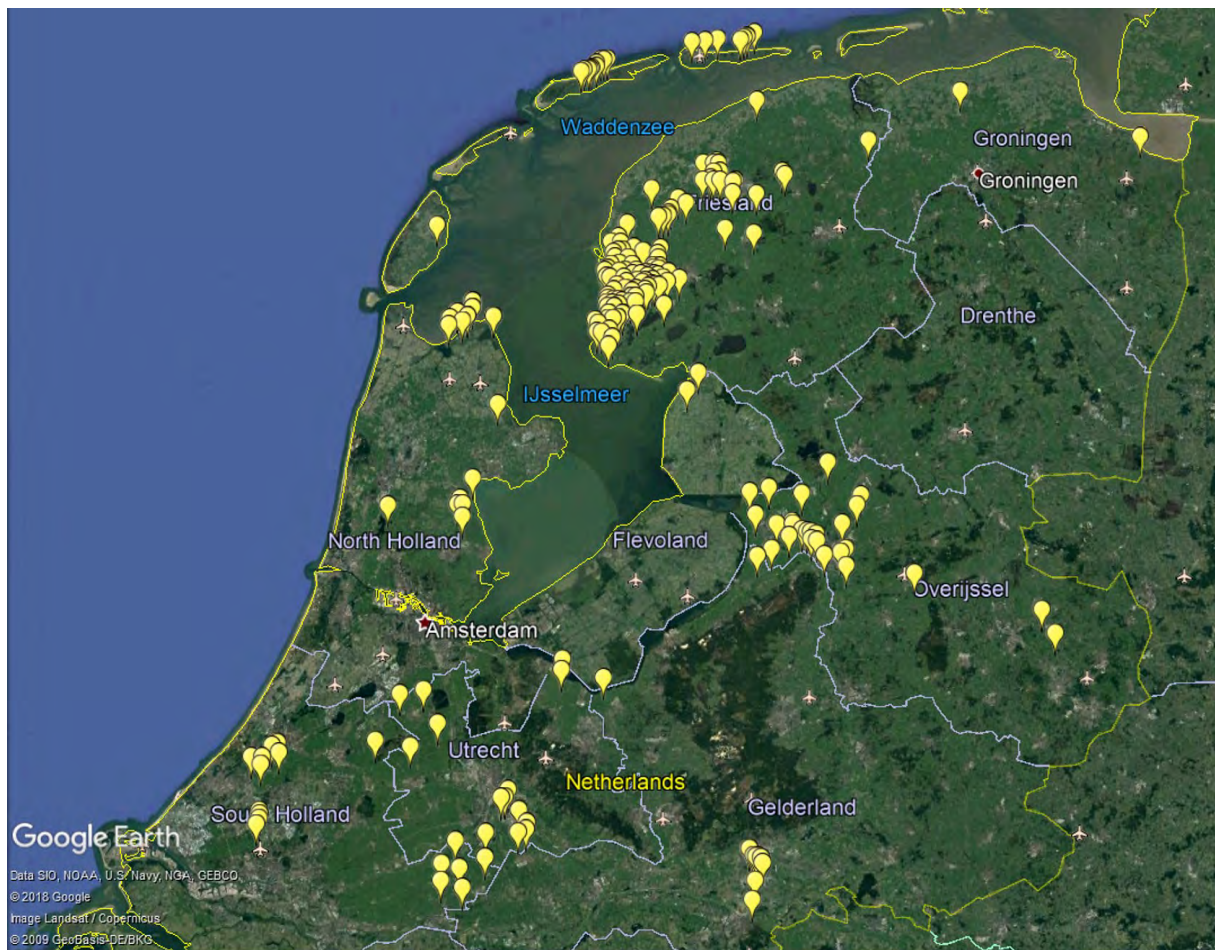 Waddenzee
Groningen
Groningen
Friesland
Drenthe
IJsselmeer
North Holland
Flevoland
Overijssel
Amsterdam
Utrecht
Netherlands
Gelderland
South Holland
Google Earth
Data SIO, NOAA, U.S. Navy, NGA, GEBCO
© 2018 Google
Image Landsat / Copernicus
© 2009 GeoBasis-DE/BKG